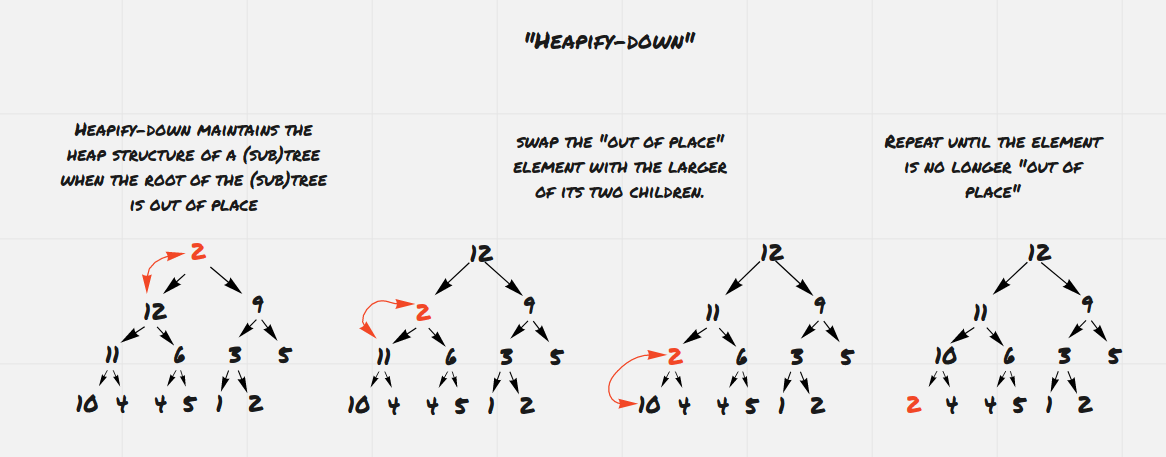 "Heapify-down"
Heapify-down maintains the
heap structure of a (sub)tree
when the root of the (sub)tree
is out of place
swap the "out of place"
element with the larger
of its two children.
Repeat until the element
is no longer "out of
place"
2
12 9
11 6 3 5
10 4 4 5 1 2
12
2 9
11 6 3 5
10 4 4 5 1 2
12
11 9
2 6 3 5
10 4 4 5 1 2
12
11 9
10 6 3 5
2 4 4 5 1 2